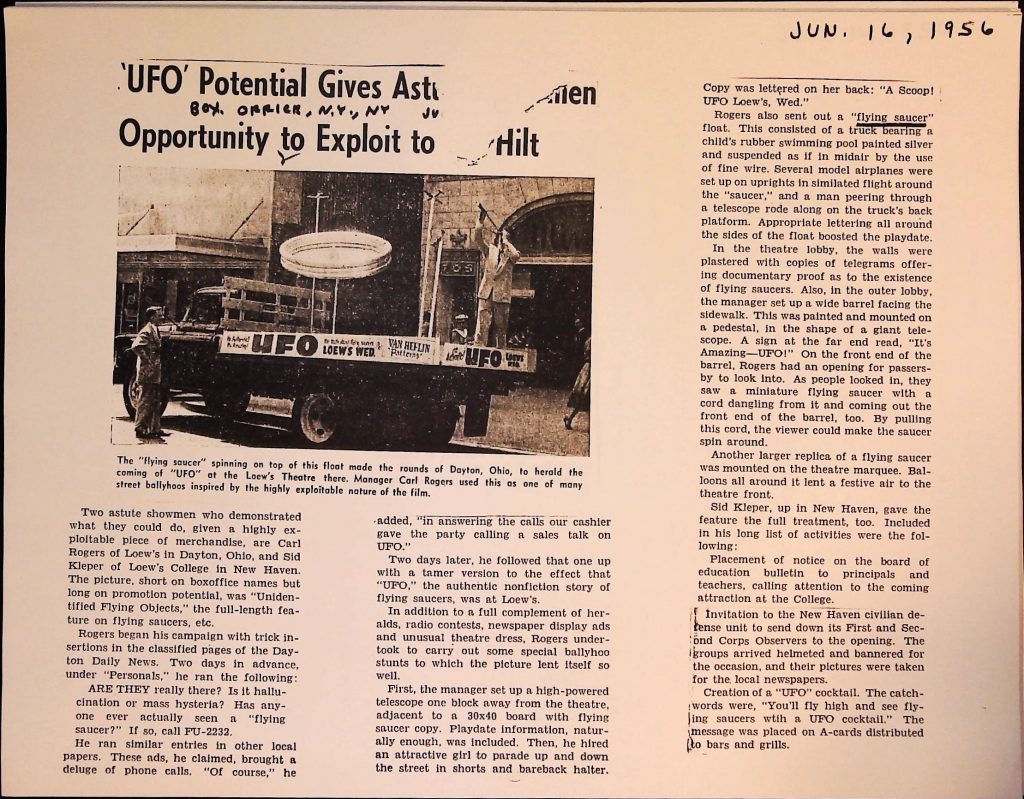 JUN. 16, 1956
'UFO' Potential Gives
BOX OFFICE, N.Y., NY
Opportunity to Exploit to Hilt
UFO
LOEW'S WED.
VAN HEFLIN
"Patterns"
UFO
LOEWS
WED.
The "flying saucer" spinning on top of this float made the rounds of Dayton, Ohio, to herald the
coming of "UFO" at the Loew's Theatre there. Manager Carl Rogers used this as one of many
street ballyhoos inspired by the highly exploitable nature of the film.
Two astute showmen who demonstrated
what they could do, given a highly ex-
ploitable piece of merchandise, are Carl
Rogers of Loew's in Dayton, Ohio, and Sid
Kleper of Loew's College in New Haven.
The picture, short on boxoffice names but
long on promotion potential, was "Uniden-
tified Flying Objects," the full-length fea-
ture on flying saucers, etc.
Rogers began his campaign with trick in-
sertions in the classified pages of the Day-
ton Daily News. Two days in advance,
under "Personals," he ran the following:
ARE THEY really there? Is it hallu-
cination or mass hysteria? Has any-
one ever actually seen a "flying
saucer?" If so, call FU-2232.
He ran similar entries in other local
papers. These ads, he claimed, brought a
deluge of phone calls. "Of course," he
added, "in answering the calls our cashier
gave the party calling a sales talk on
UFO."
Two days later, he followed that one up
with a tamer version to the effect that
"UFO," the authentic nonfiction story of
flying saucers, was at Loew's.
In addition to a full complement of her-
alds, radio contests, newspaper display ads
and unusual theatre dress, Rogers under-
took to carry out some special ballyhoo
stunts to which the picture lent itself so
well.
First, the manager set up a high-powered
telescope one block away from the theatre,
adjacent to a 30x40 board with flying
saucer copy. Playdate information, natur-
ally enough, was included. Then, he hired
an attractive girl to parade up and down
the street in shorts and bareback halter.
Copy was lettered on her back: "A Scoop!
UFO Loew's, Wed."
Rogers also sent out a "flying saucer"
float. This consisted of a truck bearing a
child's rubber swimming pool painted silver
and suspended as if in midair by the use
of fine wire. Several model airplanes were
set up on uprights in similated flight around
the "saucer," and a man peering through
a telescope rode along on the truck's back
platform. Appropriate lettering all around
the sides of the float boosted the playdate.
In the theatre lobby, the walls were
plastered with copies of telegrams offer-
ing documentary proof as to the existence
of flying saucers. Also, in the outer lobby,
the manager set up a wide barrel facing the
sidewalk. This was painted and mounted on
a pedestal, in the shape of a giant tele-
scope. A sign at the far end read, "It's
Amazing—UFO!" On the front end of the
barrel, Rogers had an opening for passers-
by to look into. As people looked in, they
saw a miniature flying saucer with a
cord dangling from it and coming out the
front end of the barrel, too. By pulling
this cord, the viewer could make the saucer
spin around.
Another larger replica of a flying saucer
was mounted on the theatre marquee. Bal-
loons all around it lent a festive air to the
theatre front.
Sid Kleper, up in New Haven, gave the
feature the full treatment, too. Included
in his long list of activities were the fol-
lowing:
Placement of notice on the board of
education bulletin to principals and
teachers, calling attention to the coming
attraction at the College.
Invitation to the New Haven civilian de-
fense unit to send down its First and Sec-
ond Corps Observers to the opening. The
groups arrived helmeted and bannered for
the occasion, and their pictures were taken
for the local newspapers.
Creation of a "UFO" cocktail. The catch-
words were, "You'll fly high and see fly-
ing saucers wtih a UFO cocktail." The
message was placed on A-cards distributed
to bars and grills.